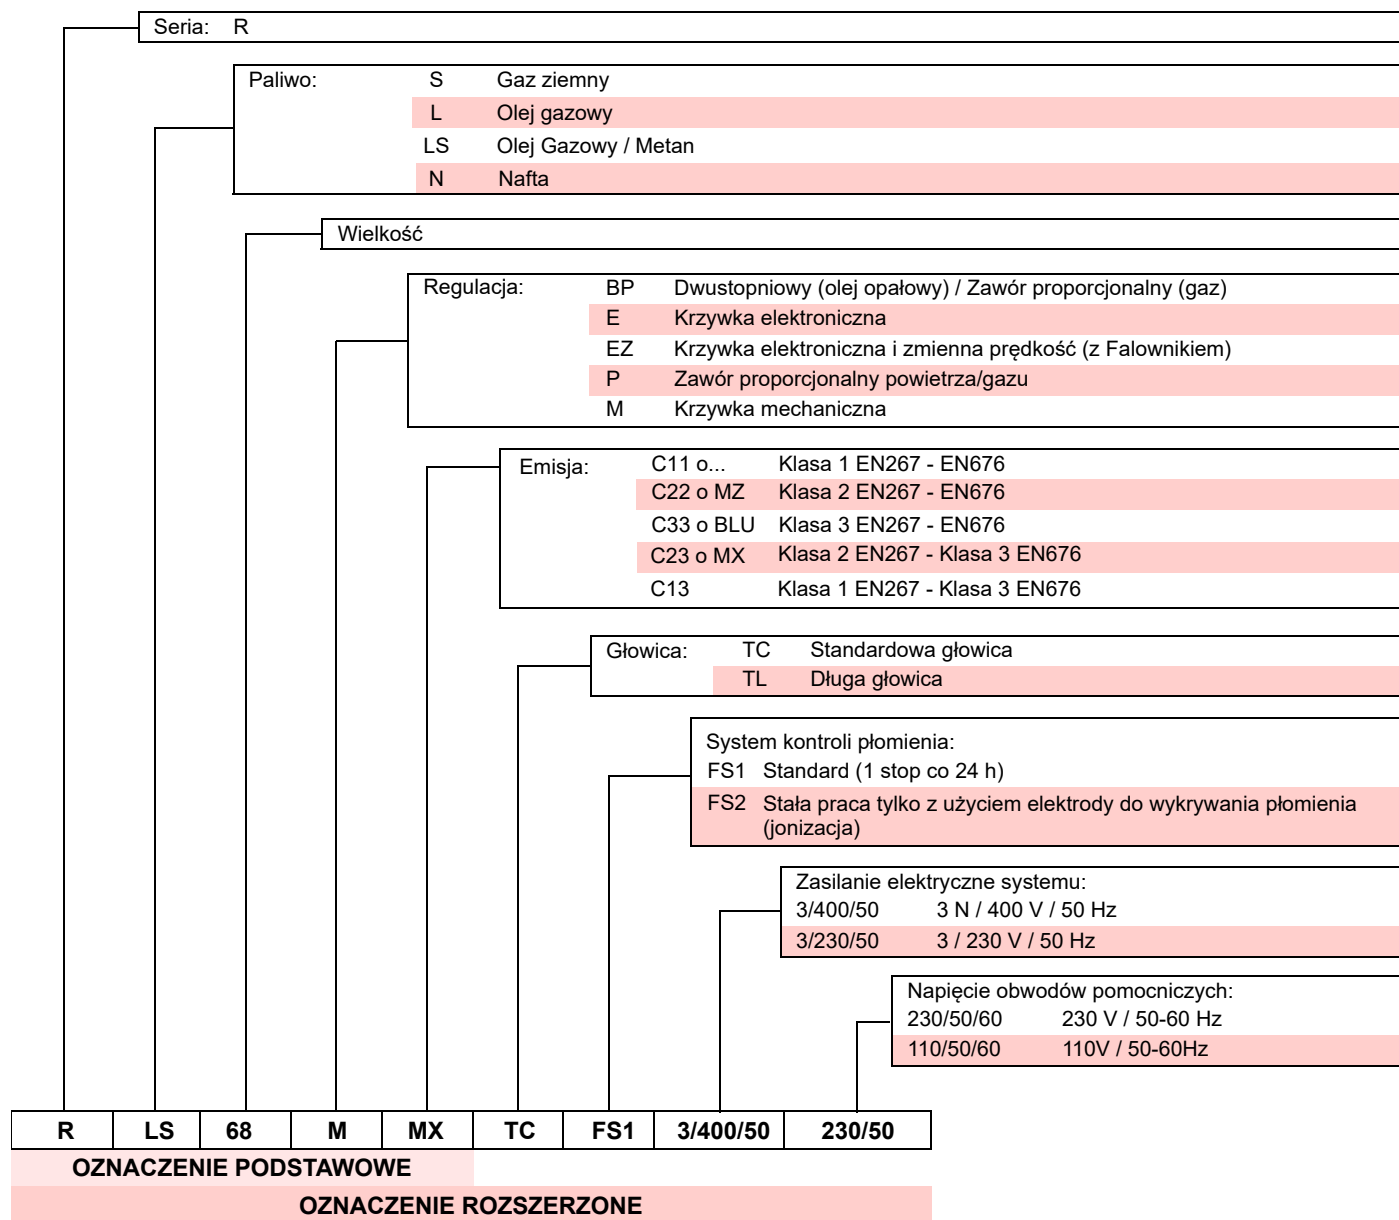 Seria: R
Paliwo: S Gaz ziemny
L Olej gazowy
LS Olej Gazowy / Metan
N Nafta
Wielkość
Regulacja: BP Dwustopniowy (olej opałowy) / Zawór proporcjonalny (gaz)
E Krzywka elektroniczna
EZ Krzywka elektroniczna i zmienna prędkość (z Falownikiem)
P Zawór proporcjonalny powietrza/gazu
M Krzywka mechaniczna
Emisja: C11 o... Klasa 1 EN267 - EN676
C22 o MZ Klasa 2 EN267 - EN676
C33 o BLU Klasa 3 EN267 - EN676
C23 o MX Klasa 2 EN267 - Klasa 3 EN676
C13 Klasa 1 EN267 - Klasa 3 EN676
Głowica: TC Standardowa głowica
TL Długa głowica
System kontroli płomienia:
FS1 Standard (1 stop co 24 h)
FS2 Stała praca tylko z użyciem elektrody do wykrywania płomienia
(jonizacja)
Zasilanie elektryczne systemu:
3/400/50 3 N / 400 V / 50 Hz
3/230/50 3 / 230 V / 50 Hz
Napięcie obwodów pomocniczych:
230/50/60 230 V / 50-60 Hz
110/50/60 110V / 50-60Hz
R LS 68 M MX TC FS1 3/400/50 230/50
OZNACZENIE PODSTAWOWE
OZNACZENIE ROZSZERZONE